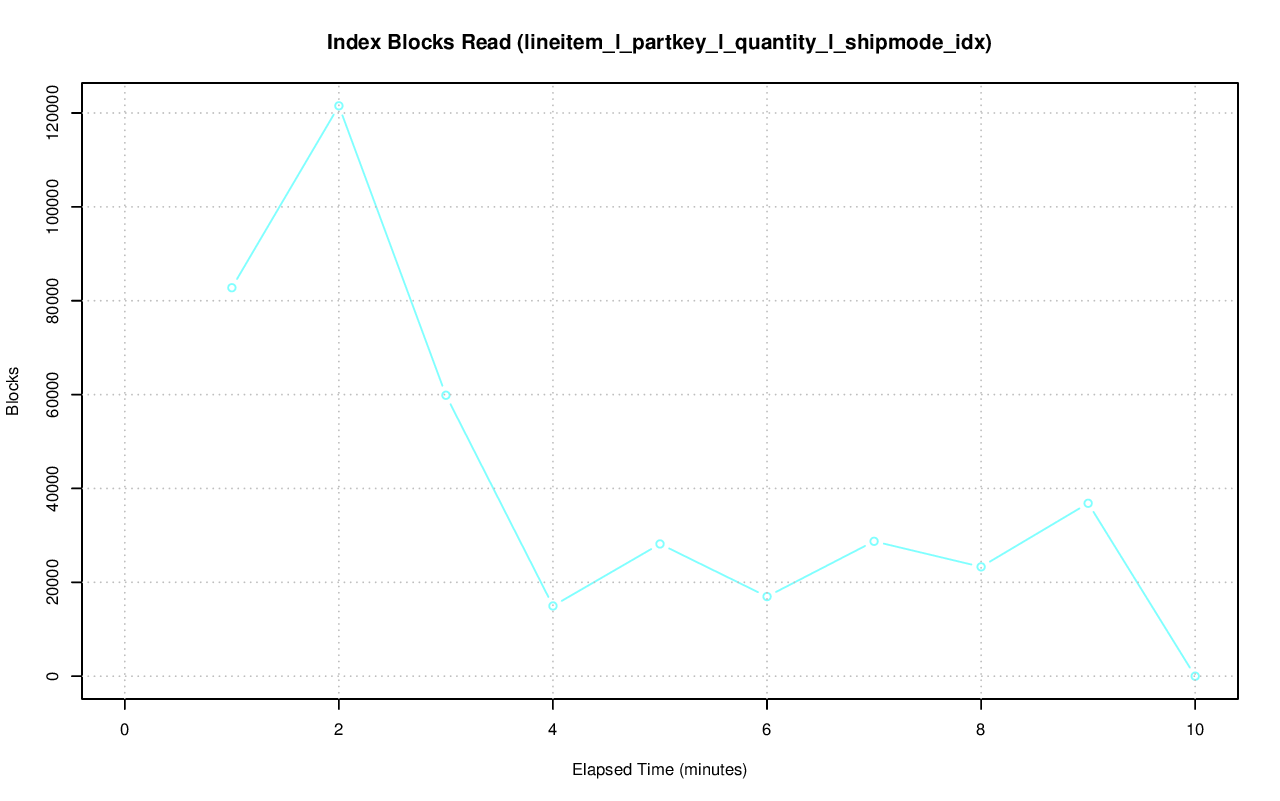 Index Blocks Read (lineitem_l_partkey_l_quantity_l_shipmode_idx)
Blocks
120000
100000
80000
60000
40000
20000
0
0 2 4 6 8 10
Elapsed Time (minutes)